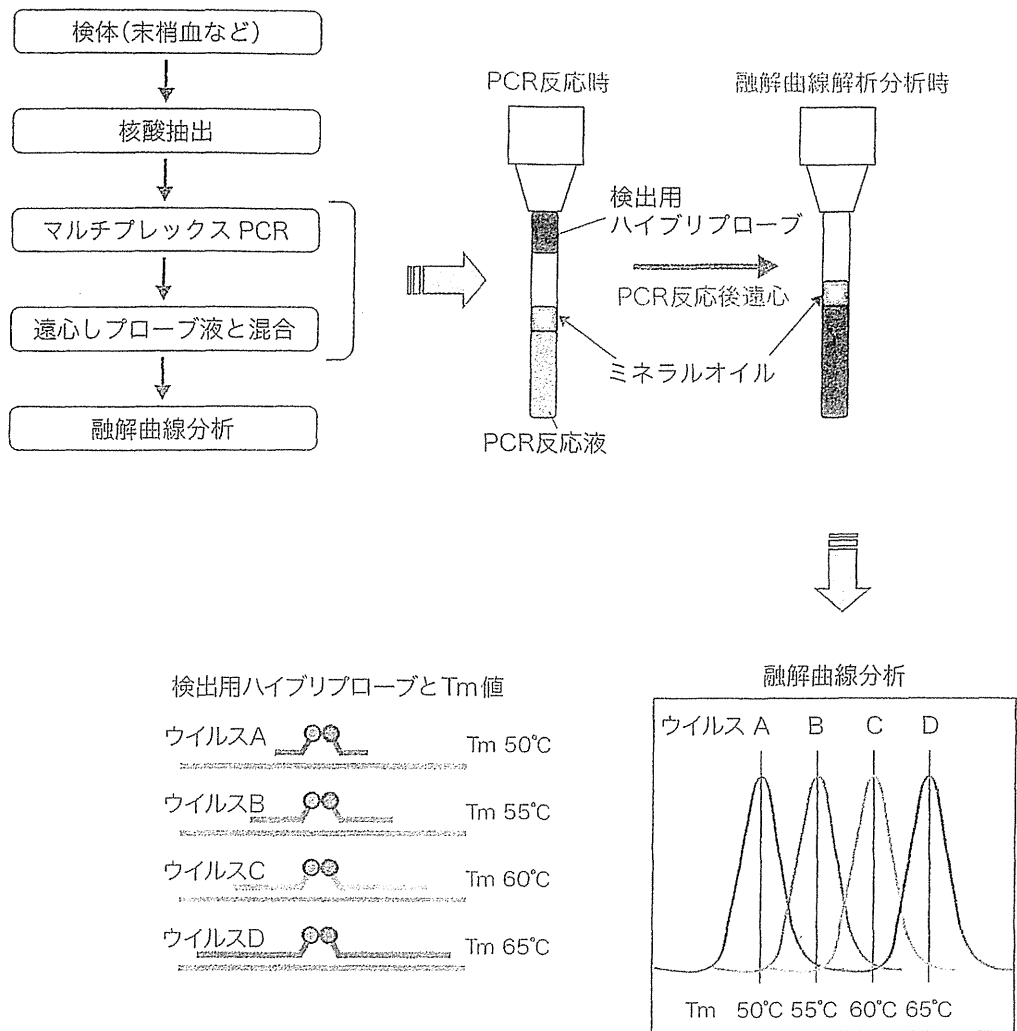 検体(末梢血など)
核酸抽出
マルチプレックス PCR
遠心しプローブ液と混合
融解曲線分析
PCR反応時
融解曲線解析分析時
検出用
ハイブリプローブ
PCR反応後遠心
ミネラルオイル
PCR反応液
検出用ハイブリプローブとTm値
ウイルスA Tm 50℃
ウイルスB Tm 55℃
ウイルスC Tm 60℃
ウイルスD Tm 65℃
融解曲線分析
ウイルス A B C D
Tm 50℃ 55℃ 60℃ 65℃